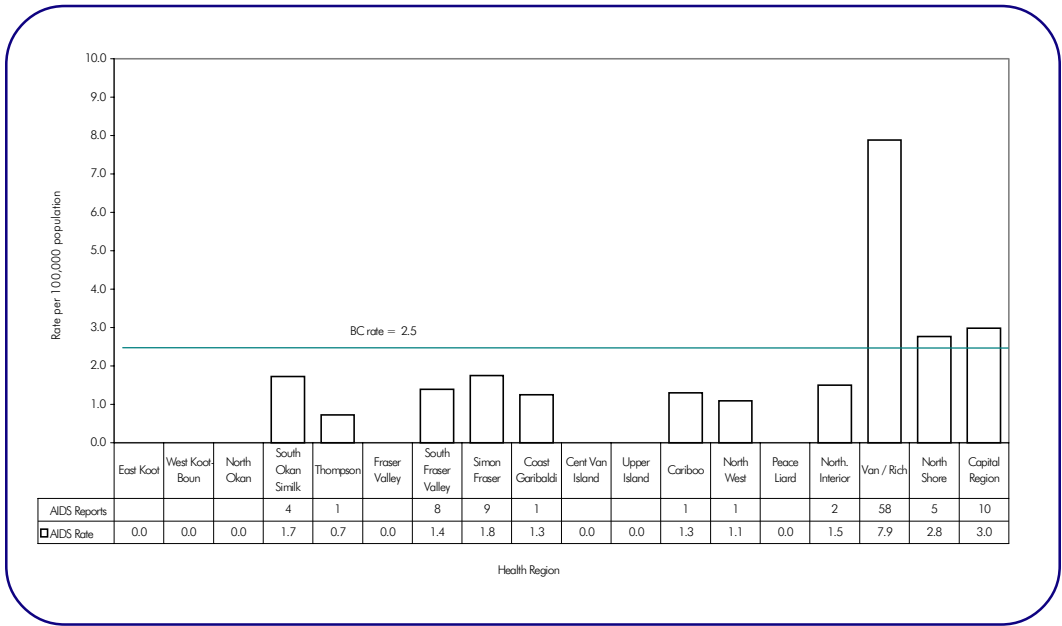 10.0
9.0
8.0
7.0
6.0
5.0
4.0
3.0
2.0
1.0
0.0
Rate per 100,000 population
BC rate = 2.5
East Koot
West Koot-
Boun
North
Okan
South
Okan
Similk
Thompson
Fraser
Valley
South
Fraser
Valley
Simon
Fraser
Coast
Garibaldi
Cent Van
Island
Upper
Island
Cariboo
North
West
Peace
Liard
North.
Interior
Van / Rich
North
Shore
Capital
Region
AIDS Reports 4 1 8 9 1 1 1 2 58 5 10
AIDS Rate 0.0 0.0 0.0 1.7 0.7 0.0 1.4 1.8 1.3 0.0 0.0 1.3 1.1 0.0 1.5 7.9 2.8 3.0
Health Region